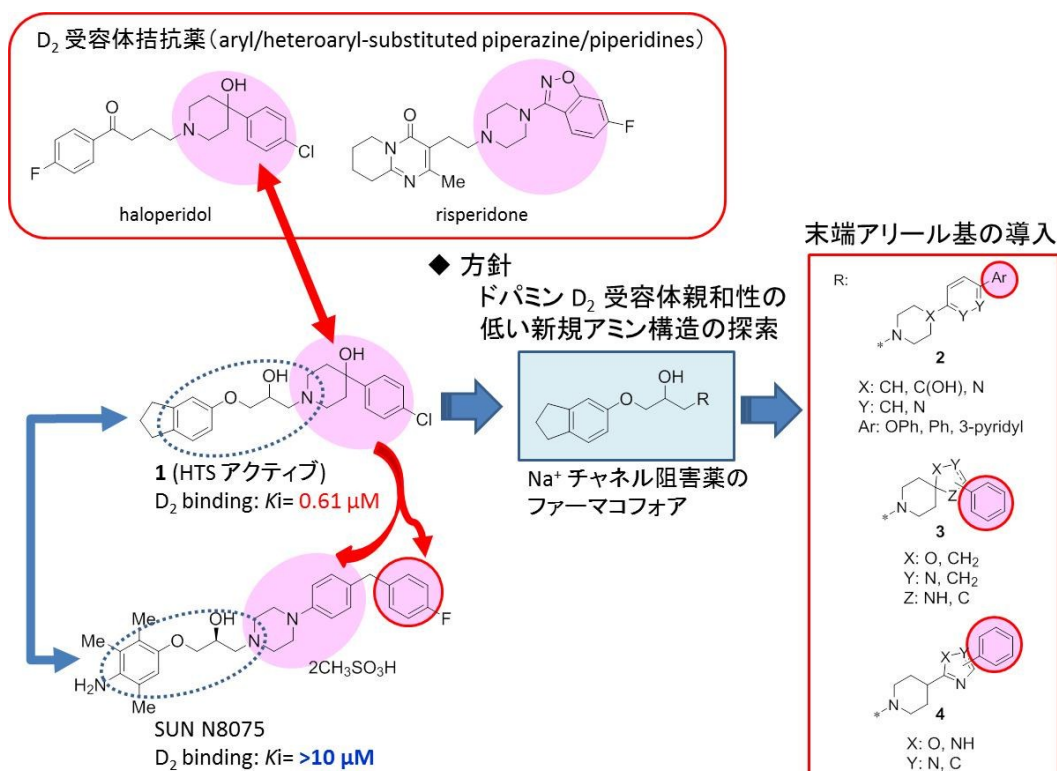 D₂ 受容体拮抗薬（aryl/heteroaryl-substituted piperazine/piperidines）
OH
O
N
F
Cl
haloperidol
O
N
N
Me
N
N
N O
F
risperidone
◆ 方針
ドパミン D₂ 受容体親和性の
低い新規アミン構造の探索
OH
OH
O
N
Cl
1 (HTS アクティブ)
D₂ binding: Ki= 0.61 μM
OH
O
R
Na⁺ チャネル阻害薬の
ファーマコフォア
Me
Me
H₂N
Me
O
OH
N
N
F
2CH₃SO₃H
SUN N8075
D₂ binding: Ki= >10 μM
末端アリール基の導入
R:
Ar
Y
Y
X
N
*
2
X: CH, C(OH), N
Y: CH, N
Ar: OPh, Ph, 3-pyridyl
X Y
Z
N
*
3
X: O, CH₂
Y: N, CH₂
Z: NH, C
X Y
N
N
*
4
X: O, NH
Y: N, C